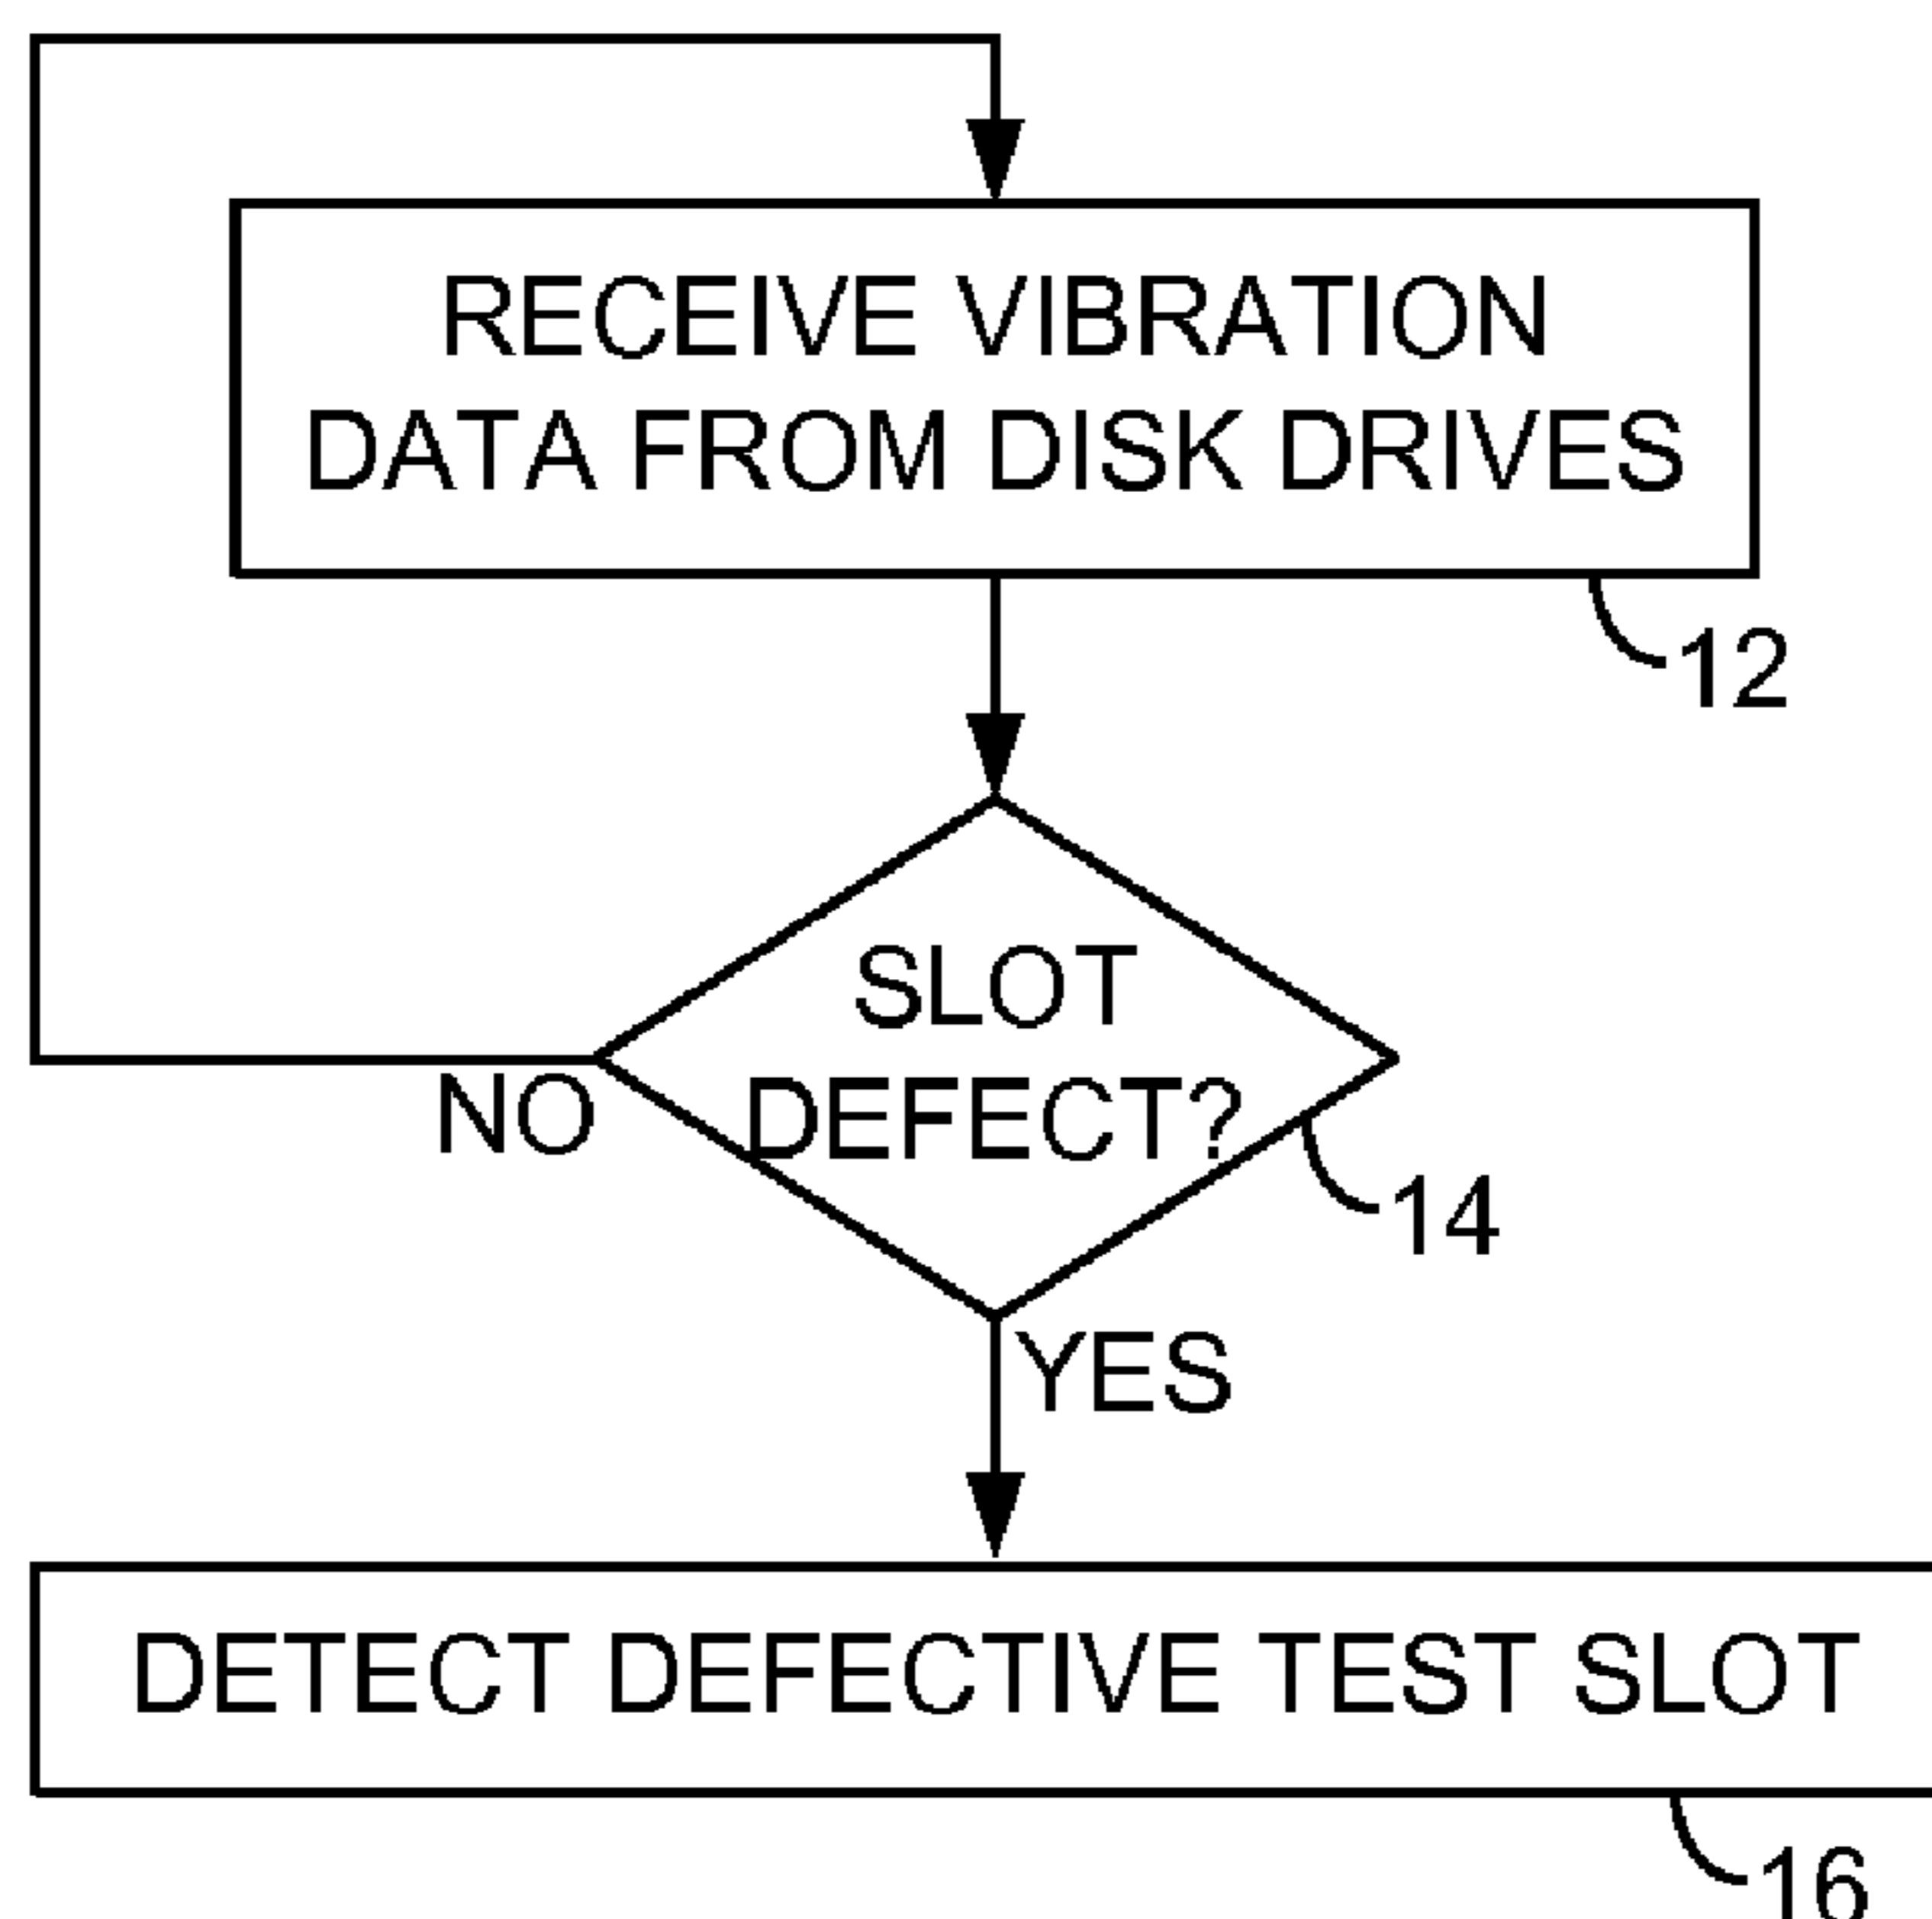 RECEIVE VIBRATION
DATA FROM DISK DRIVES
12
SLOT
DEFECT?
NO
14
YES
DETECT DEFECTIVE TEST SLOT
16